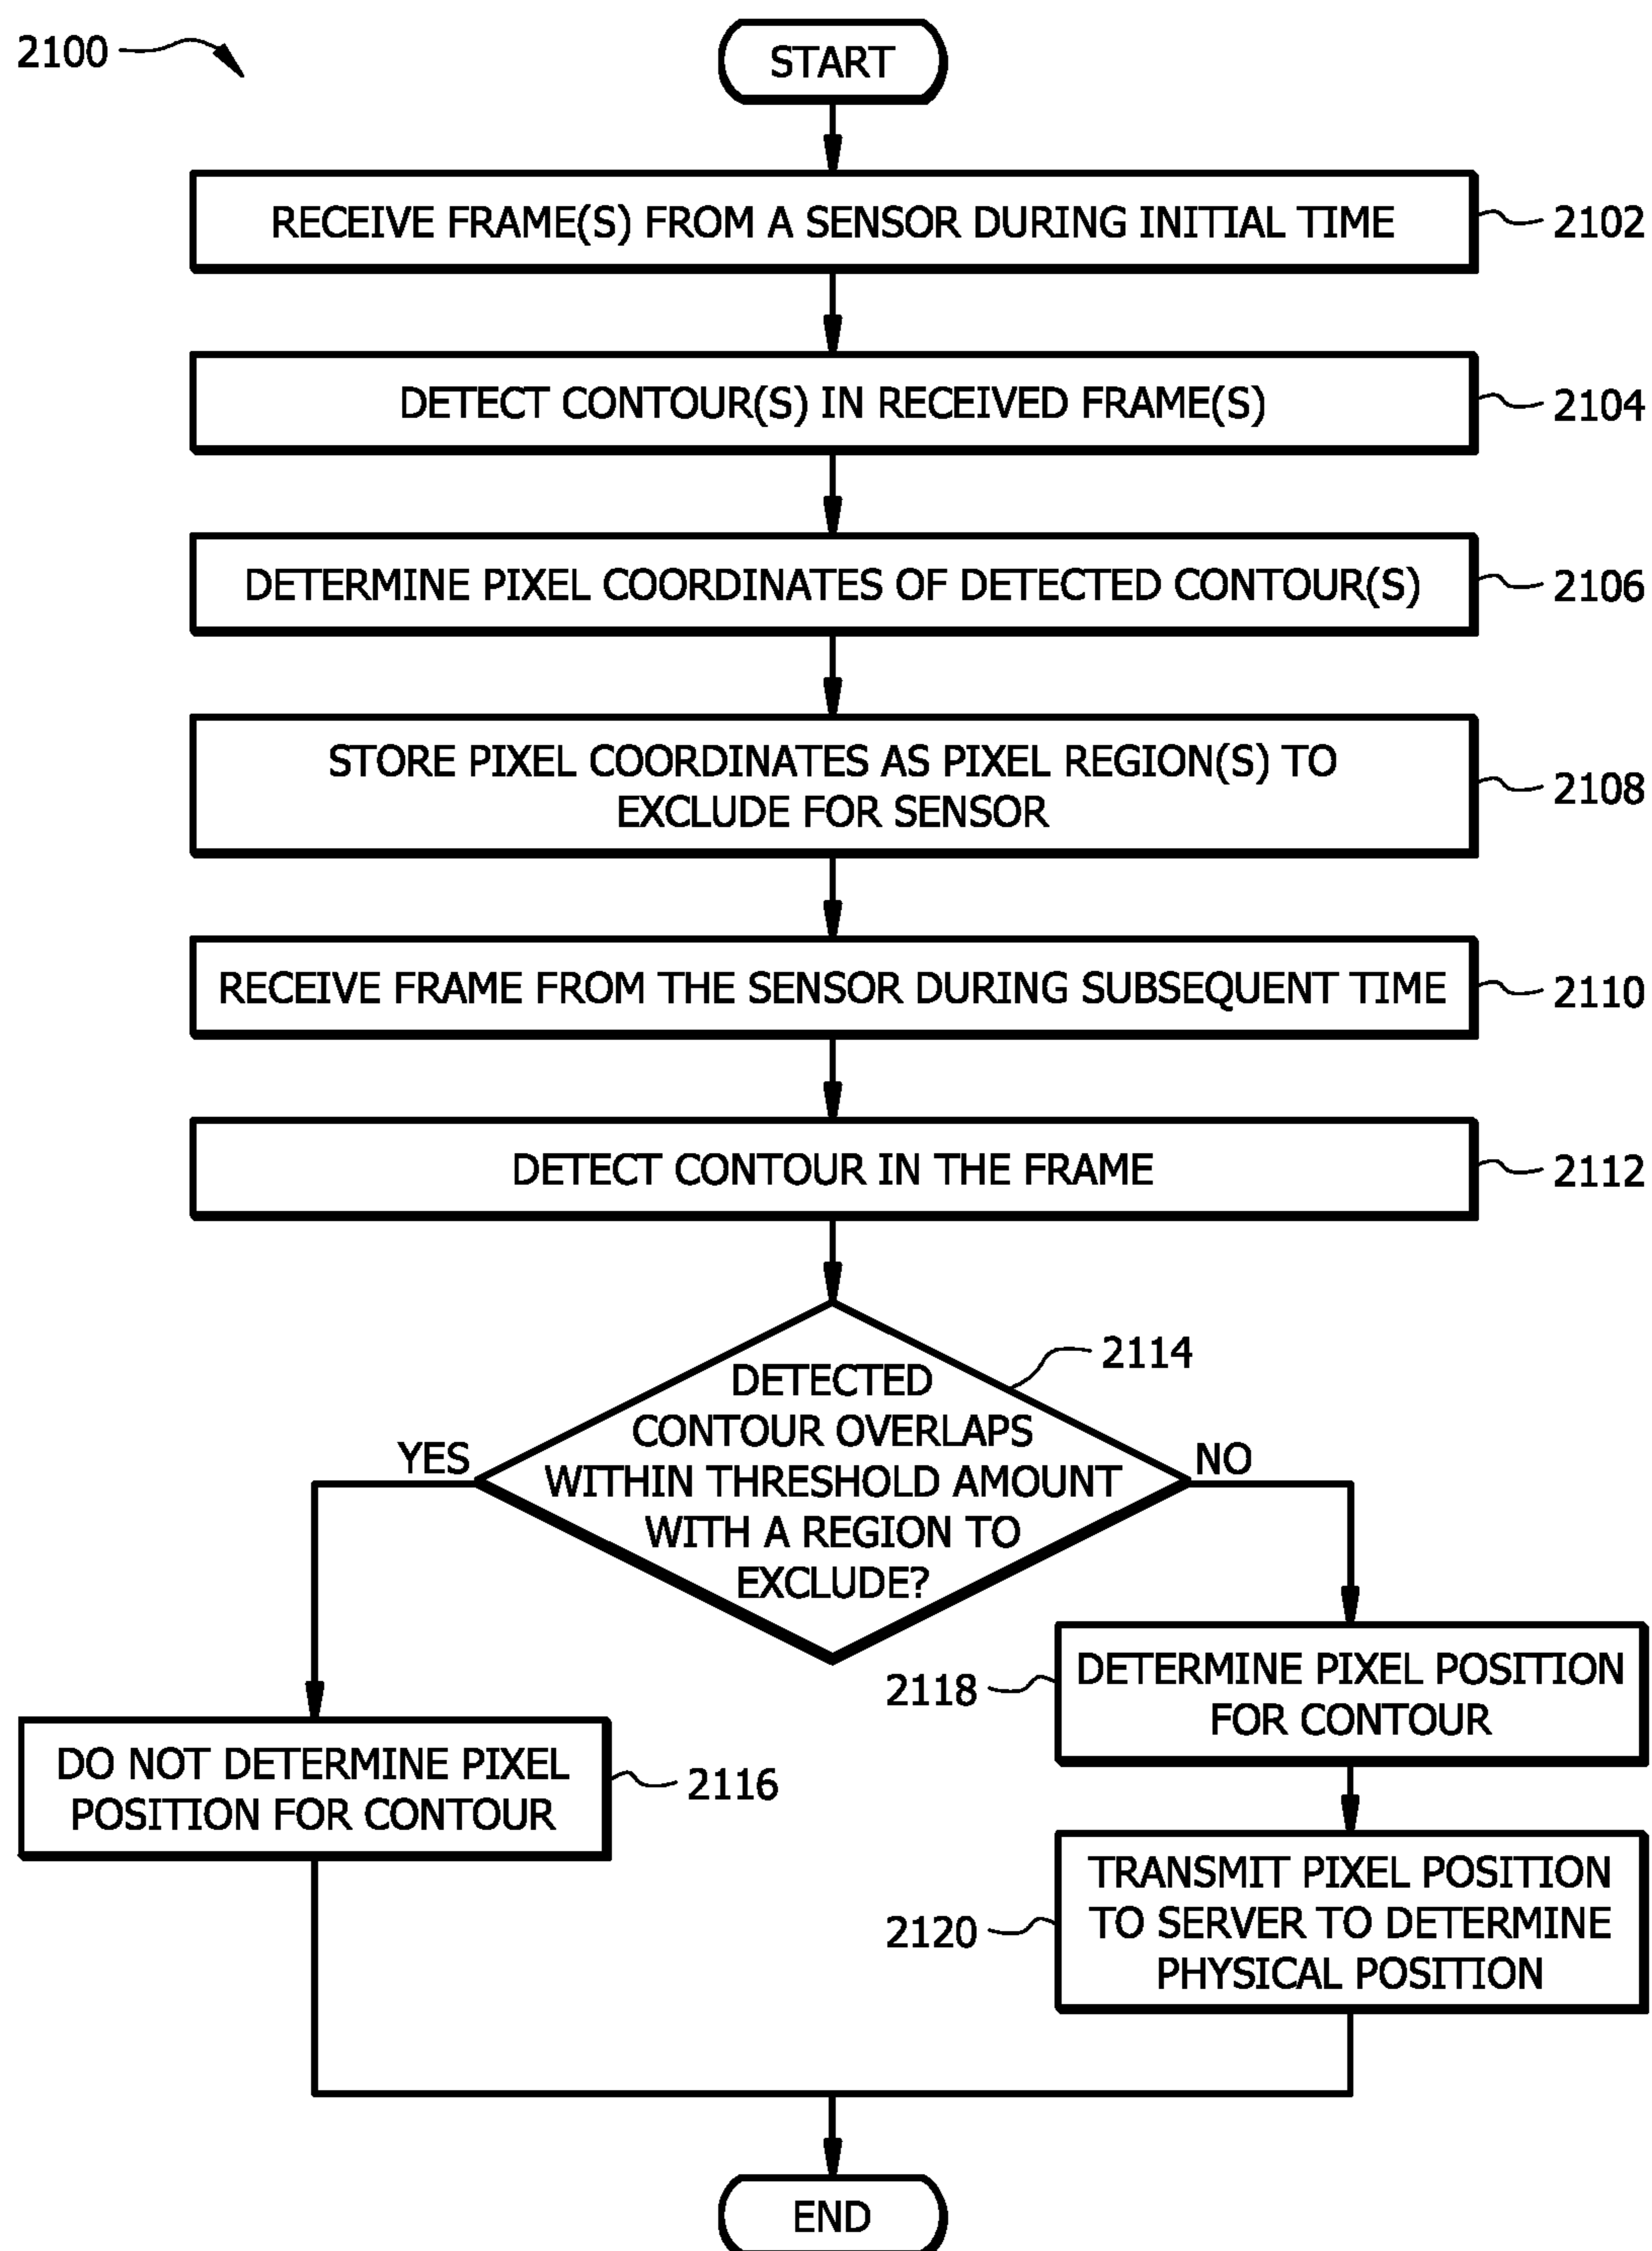 2100
START
RECEIVE FRAME(S) FROM A SENSOR DURING INITIAL TIME
2102
DETECT CONTOUR(S) IN RECEIVED FRAME(S)
2104
DETERMINE PIXEL COORDINATES OF DETECTED CONTOUR(S)
2106
STORE PIXEL COORDINATES AS PIXEL REGION(S) TO
EXCLUDE FOR SENSOR
2108
RECEIVE FRAME FROM THE SENSOR DURING SUBSEQUENT TIME
2110
DETECT CONTOUR IN THE FRAME
2112
DETECTED
CONTOUR OVERLAPS
WITHIN THRESHOLD AMOUNT
WITH A REGION TO
EXCLUDE?
2114
YES
NO
DO NOT DETERMINE PIXEL
POSITION FOR CONTOUR
2116
DETERMINE PIXEL POSITION
FOR CONTOUR
2118
TRANSMIT PIXEL POSITION
TO SERVER TO DETERMINE
PHYSICAL POSITION
2120
END